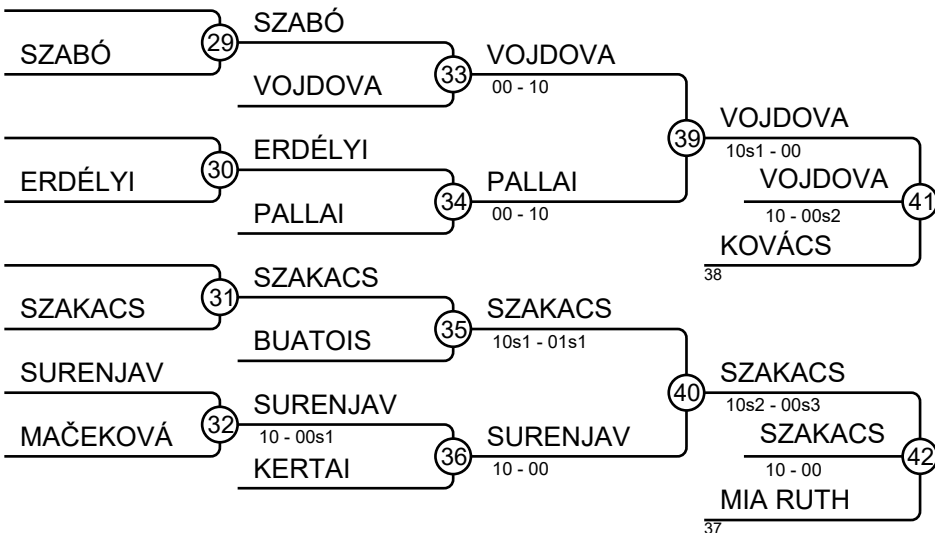 SZABÓ
29
SZABÓ
VOJDOVA
33
VOJDOVA
00 - 10
39
VOJDOVA
10s1 - 00
ERDÉLYI
30
ERDÉLYI
PALLAI
34
PALLAI
00 - 10
VOJDOVA
10 - 00s2
41
KOVÁCS
38
SZAKACS
31
SZAKACS
BUATOIS
35
SZAKACS
10s1 - 01s1
40
SZAKACS
10s2 - 00s3
SURENJAV
MAČEKOVÁ
32
SURENJAV
10 - 00s1
KERTAI
36
SURENJAV
10 - 00
SZAKACS
10 - 00
42
MIA RUTH
37